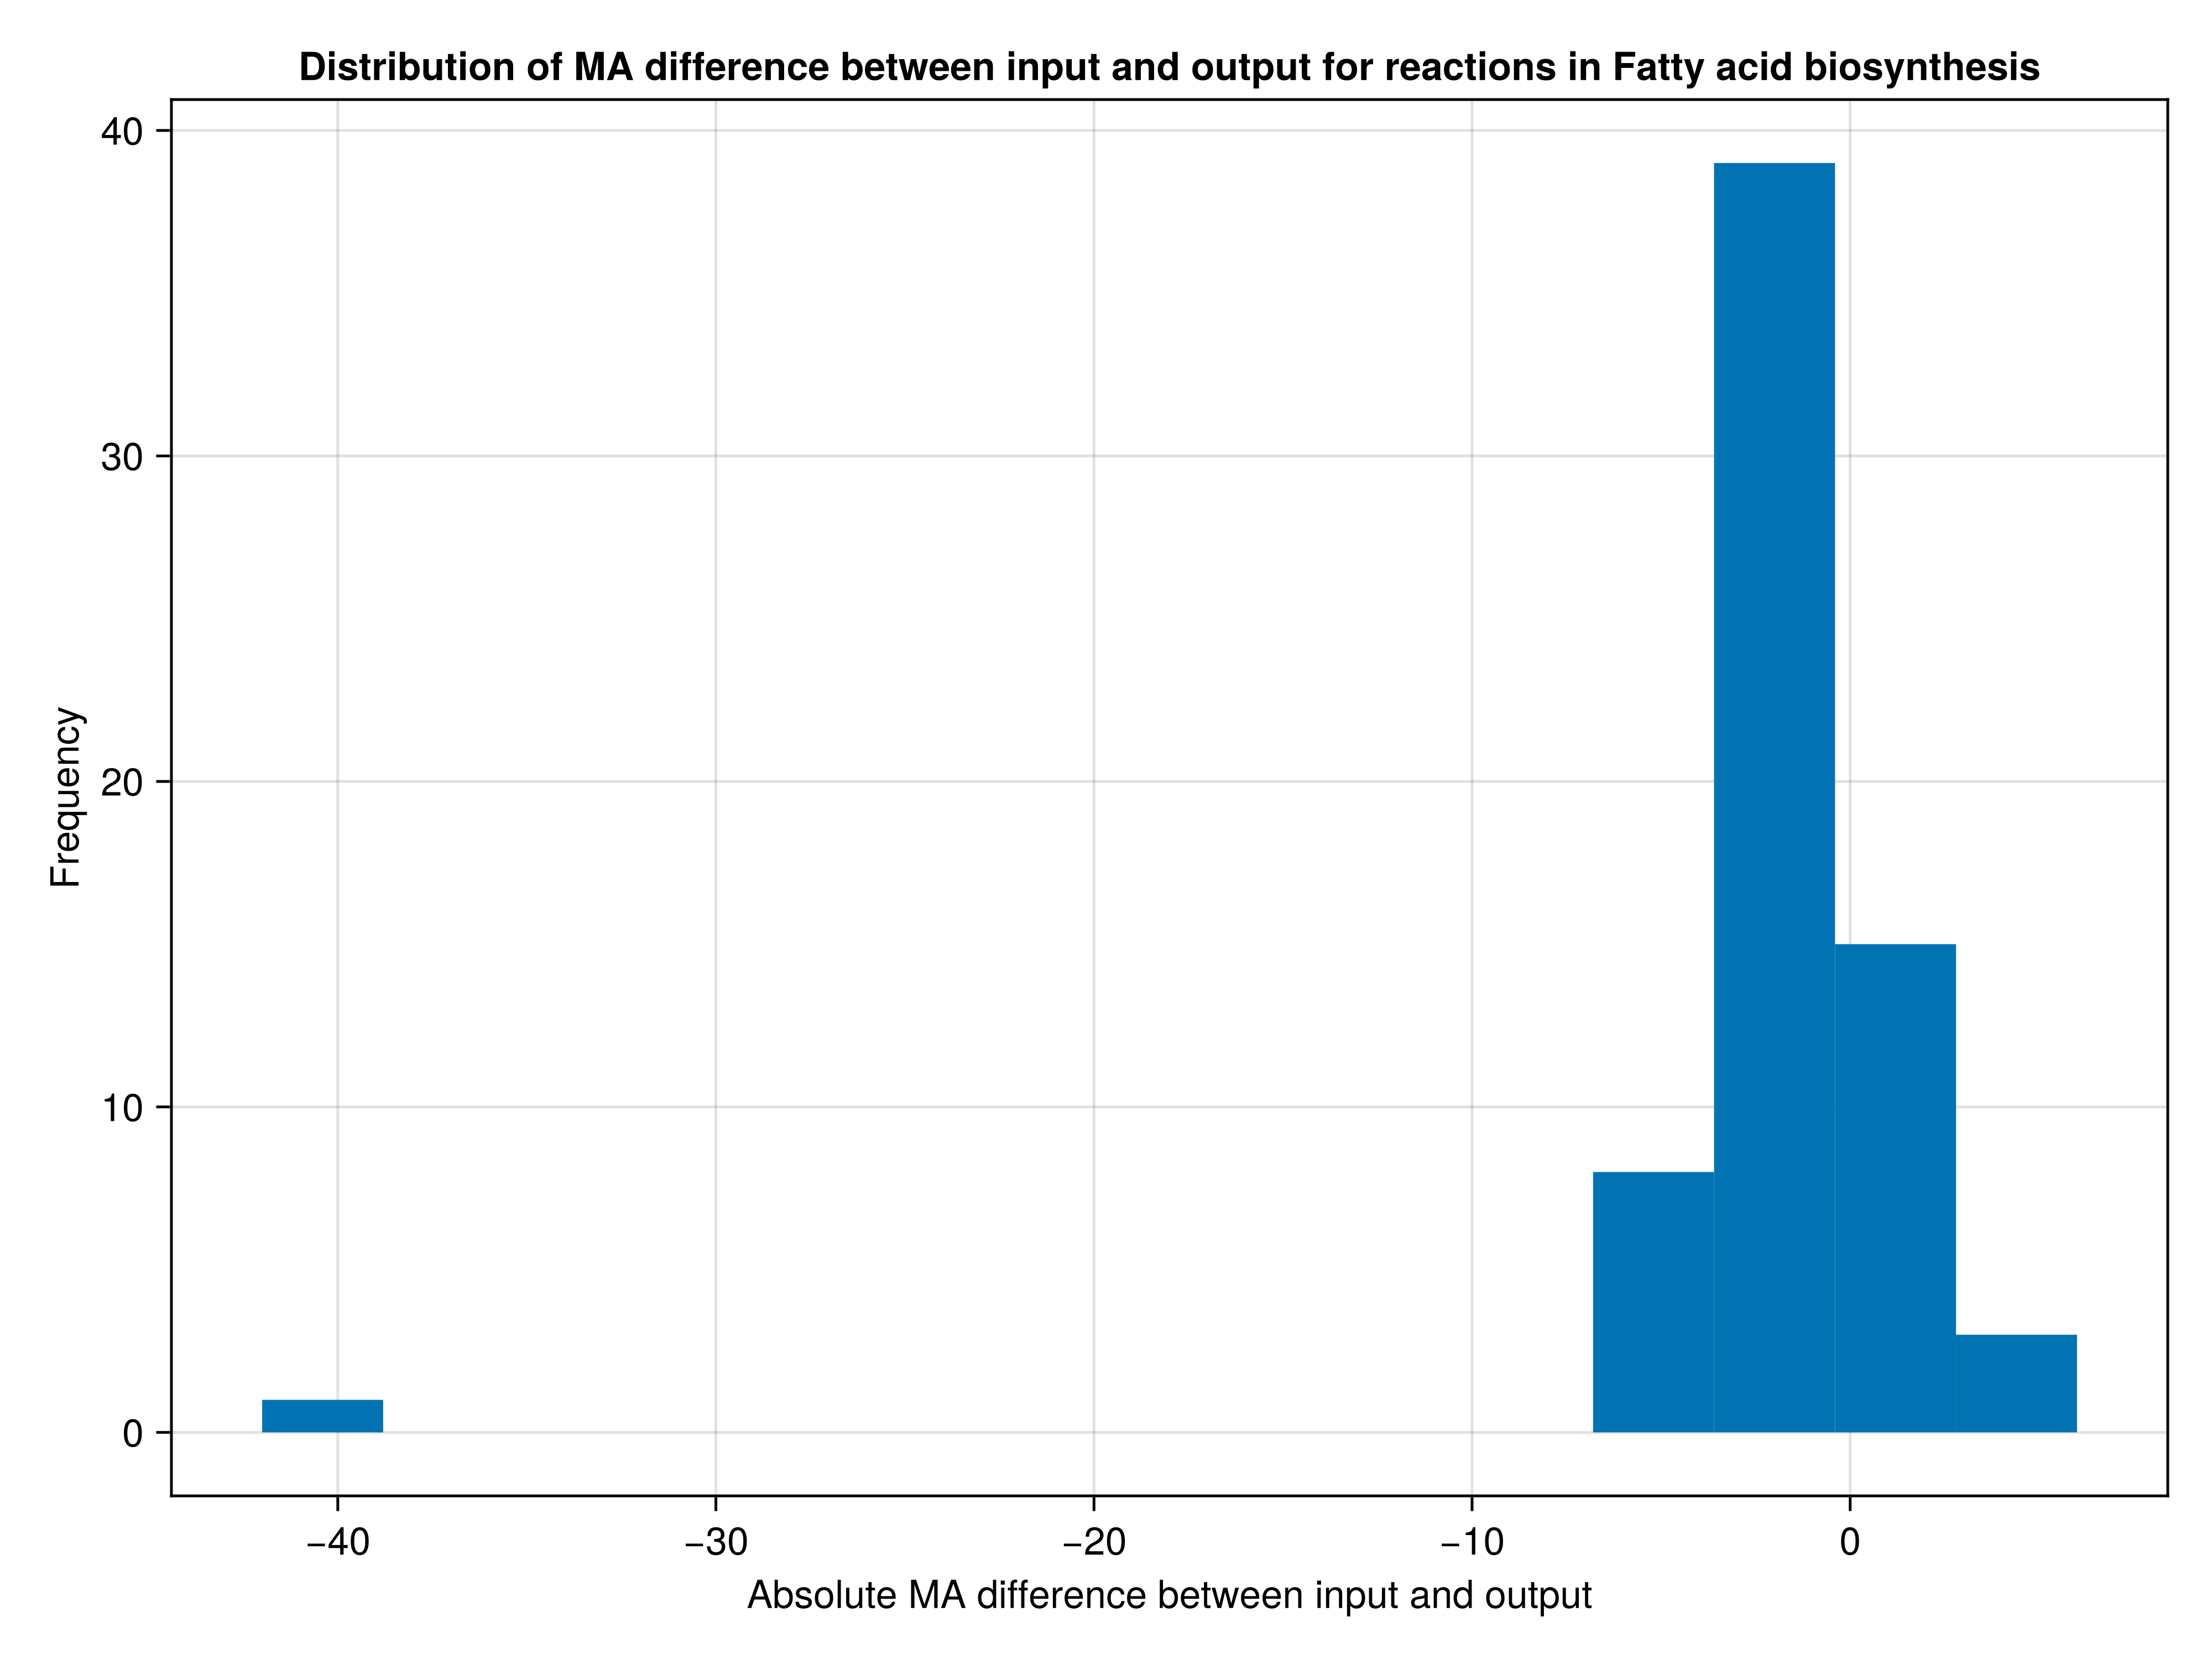 Distribution of MA difference between input and output for reactions in Fatty acid biosynthesis
40
30
20
10
0
Frequency
−40 −30 −20 −10 0
Absolute MA difference between input and output